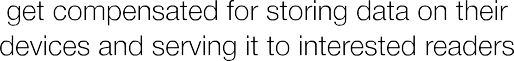 get compensated for storing data on their
devices and serving it to interested readers